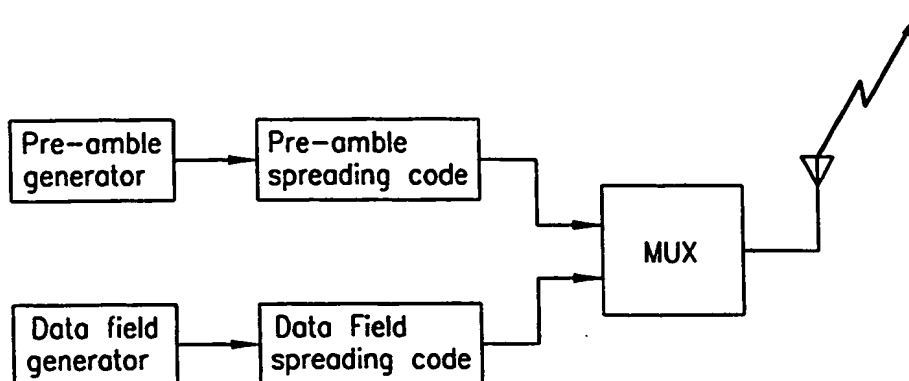 Pre-amble
generator
Pre-amble
spreading code
MUX
Data field
generator
Data Field
spreading code